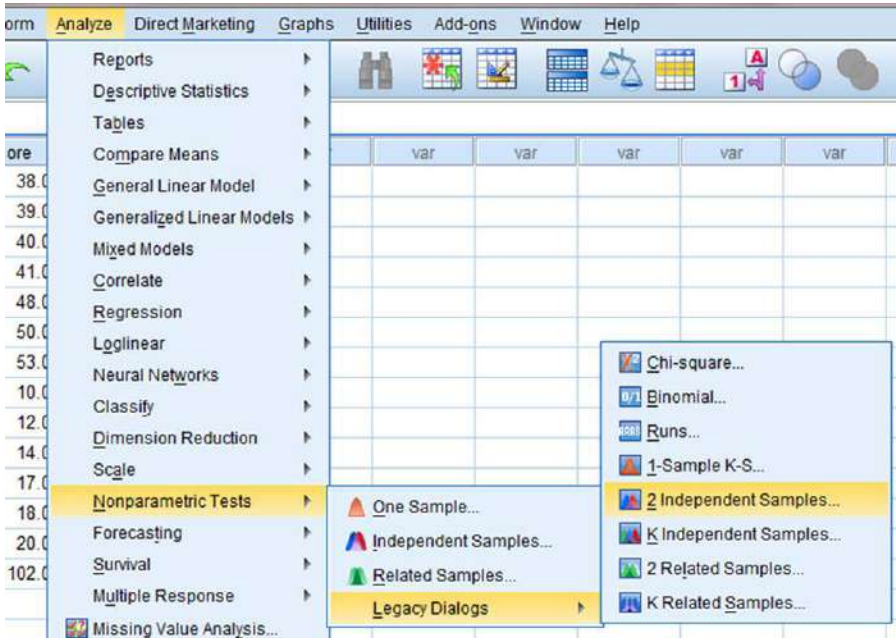 orm Analyze Direct Marketing Graphs Utilities Add-ons Window Help
A
1
ore var var var var var
38.0
39.0
40.0
41.0
48.0
50.0
53.0
10.0
12.0
14.0
17.0
18.0
20.0
102.0
Reports
Descriptive Statistics
Tables
Compare Means
General Linear Model
Generalized Linear Models
Mixed Models
Correlate
Regression
Loglinear
Neural Networks
Classify
Dimension Reduction
Scale
Nonparametric Tests
Forecasting
Survival
Multiple Response
Missing Value Analysis...
One Sample...
Independent Samples...
Related Samples...
Legacy Dialogs
Chi-square...
0/1 Binomial...
Runs...
1-Sample K-S...
2 Independent Samples...
K Independent Samples...
2 Related Samples...
K Related Samples...